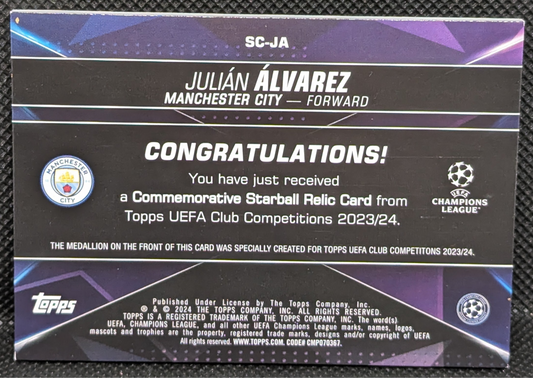 SC-JA
JULIÁN ÁLVAREZ
MANCHESTER CITY — FORWARD
CONGRATULATIONS!
You have just received
a Commemorative Starball Relic Card from
Topps UEFA Club Competitions 2023/24.
MANCHESTER
CITY
CHAMPIONS
LEAGUE
THE MEDALLION ON THE FRONT OF THIS CARD WAS SPECIALLY CREATED FOR TOPPS UEFA CLUB COMPETITONS 2023/24.
topps
Published Under License by The Topps Company, Inc.
® & © 2024 THE TOPPS COMPANY, INC. ALL RIGHTS RESERVED.
TOPPS IS A REGISTERED TRADEMARK OF THE TOPPS COMPANY, INC. The word(s)
UEFA, CHAMPIONS LEAGUE, and all other UEFA Champions League marks, names, logos,
mascots and trophies are the property, registered trade marks, designs and/or copyright of UEFA
All rights reserved. WWW.TOPPS.COM. CODE# CMP070367.